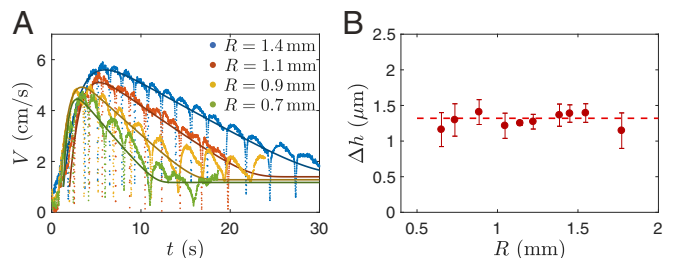 A
R = 1.4 mm
R = 1.1 mm
R = 0.9 mm
R = 0.7 mm
V (cm/s)
6
4
2
0
0 5 10 15 20 25 30
t (s)
B
Δh (μm)
2.5
2
1.5
1
0.5
0
0.5 1 1.5 2
R (mm)